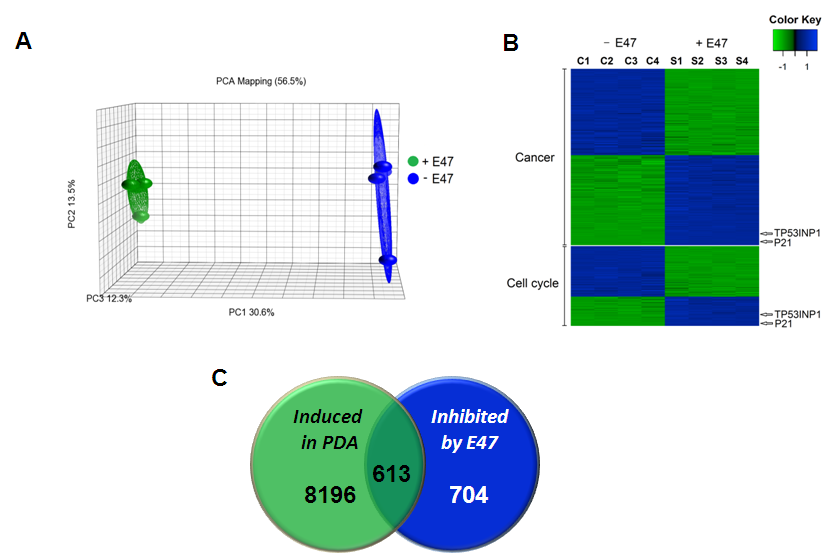 A
PCA Mapping (56.5%)
PC2 13.5%
PC3 12.3%
PC1 30.6%
+ E47
- E47
B
Color Key
-1 1
– E47 + E47
C1 C2 C3 C4 S1 S2 S3 S4
Cancer
TP53INP1
P21
Cell cycle
TP53INP1
P21
C
Induced
in PDA
8196
613
Inhibited
by E47
704